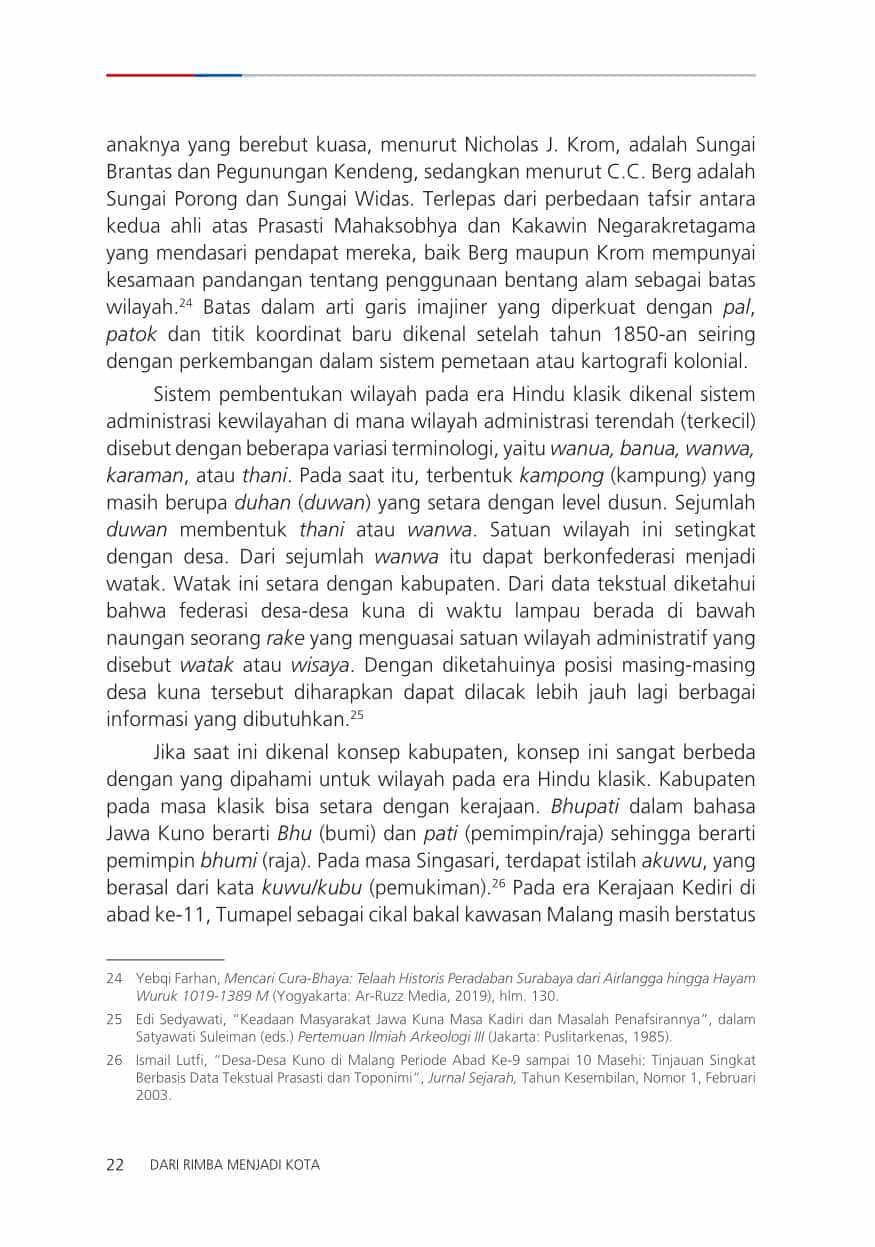 anaknya yang berebut kuasa, menurut Nicholas J. Krom, adalah Sungai
Brantas dan Pegunungan Kendeng, sedangkan menurut C.C. Berg adalah
Sungai Porong dan Sungai Widas. Terlepas dari perbedaan tafsir antara
kedua ahli atas Prasasti Mahaksobhya dan Kakawin Negarakretagama
yang mendasari pendapat mereka, baik Berg maupun Krom mempunyai
kesamaan pandangan tentang penggunaan bentang alam sebagai batas
wilayah.24 Batas dalam arti garis imajiner yang diperkuat dengan pal,
patok dan titik koordinat baru dikenal setelah tahun 1850-an seiring
dengan perkembangan dalam sistem pemetaan atau kartografi kolonial.
Sistem pembentukan wilayah pada era Hindu klasik dikenal sistem
administrasi kewilayahan di mana wilayah administrasi terendah (terkecil)
disebut dengan beberapa variasi terminologi, yaitu wanua, banua, wanwa,
karaman, atau thani. Pada saat itu, terbentuk kampong (kampung) yang
masih berupa duhan (duwan) yang setara dengan level dusun. Sejumlah
duwan membentuk thani atau wanwa. Satuan wilayah ini setingkat
dengan desa. Dari sejumlah wanwa itu dapat berkonfederasi menjadi
watak. Watak ini setara dengan kabupaten. Dari data tekstual diketahui
bahwa federasi desa-desa kuna di waktu lampau berada di bawah
naungan seorang rake yang menguasai satuan wilayah administratif yang
disebut watak atau wisaya. Dengan diketahuinya posisi masing-masing
desa kuna tersebut diharapkan dapat dilacak lebih jauh lagi berbagai
informasi yang dibutuhkan.25
Jika saat ini dikenal konsep kabupaten, konsep ini sangat berbeda
dengan yang dipahami untuk wilayah pada era Hindu klasik. Kabupaten
pada masa klasik bisa setara dengan kerajaan. Bhupati dalam bahasa
Jawa Kuno berarti Bhu (bumi) dan pati (pemimpin/raja) sehingga berarti
pemimpin bhumi (raja). Pada masa Singasari, terdapat istilah akuwu, yang
berasal dari kata kuwu/kubu (pemukiman).26 Pada era Kerajaan Kediri di
abad ke-11, Tumapel sebagai cikal bakal kawasan Malang masih berstatus
24 Yebqi Farhan, Mencari Cura-Bhaya: Telaah Historis Peradaban Surabaya dari Airlangga hingga Hayam
Wuruk 1019-1389 M (Yogyakarta: Ar-Ruzz Media, 2019), hlm. 130.
25 Edi Sedyawati, "Keadaan Masyarakat Jawa Kuna Masa Kadiri dan Masalah Penafsirannya", dalam
Satyawati Suleiman (eds.) Pertemuan Ilmiah Arkeologi III (Jakarta: Puslitarkenas, 1985).
26 Ismail Lutfi, "Desa-Desa Kuno di Malang Periode Abad Ke-9 sampai 10 Masehi: Tinjauan Singkat
Berbasis Data Tekstual Prasasti dan Toponimi", Jurnal Sejarah, Tahun Kesembilan, Nomor 1, Februari
2003.
22 DARI RIMBA MENJADI KOTA